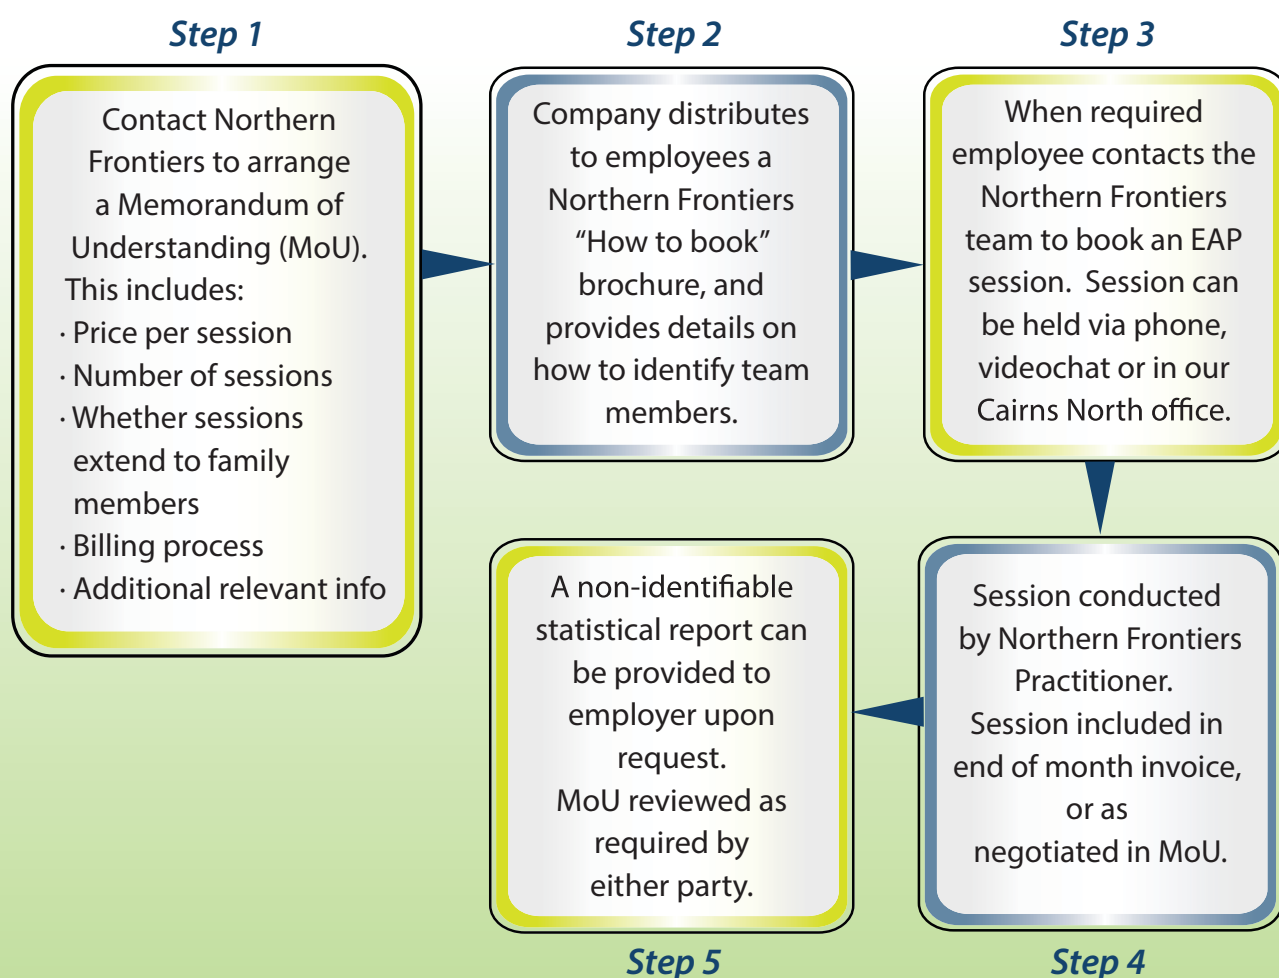 Step 1
Contact Northern
Frontiers to arrange
a Memorandum of
Understanding (MoU).
This includes:
· Price per session
· Number of sessions
· Whether sessions
extend to family
members
· Billing process
· Additional relevant info
Step 2
Company distributes
to employees a
Northern Frontiers
“How to book”
brochure, and
provides details on
how to identify team
members.
Step 3
When required
employee contacts the
Northern Frontiers
team to book an EAP
session.  Session can
be held via phone,
videochat or in our
Cairns North office.
Session conducted
by Northern Frontiers
Practitioner.
Session included in
end of month invoice,
or as
negotiated in MoU.
Step 4
A non-identifiable
statistical report can
be provided to
employer upon
request.
MoU reviewed as
required by
either party.
Step 5